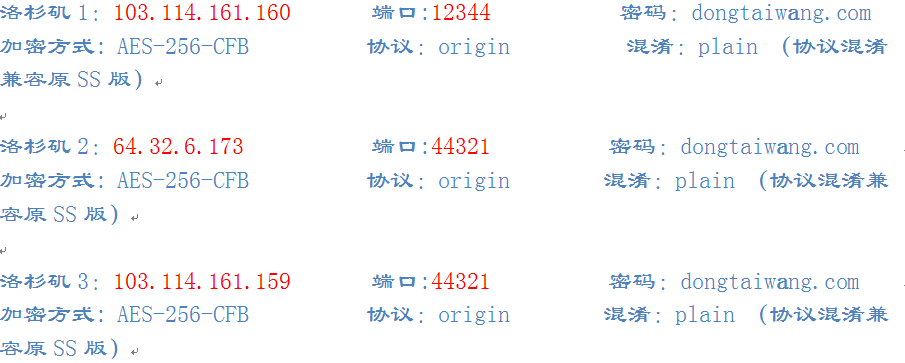 洛杉矶 1：103.114.161.160 端口:12344 密码：dongtaiwang.com
加密方式：AES-256-CFB 协议：origin 混淆：plain （协议混淆
兼容原 SS 版）
洛杉矶 2：64.32.6.173 端口:44321 密码：dongtaiwang.com
加密方式：AES-256-CFB 协议：origin 混淆：plain （协议混淆兼
容原 SS 版）
洛杉矶 3：103.114.161.159 端口:44321 密码：dongtaiwang.com
加密方式：AES-256-CFB 协议：origin 混淆：plain （协议混淆兼
容原 SS 版）